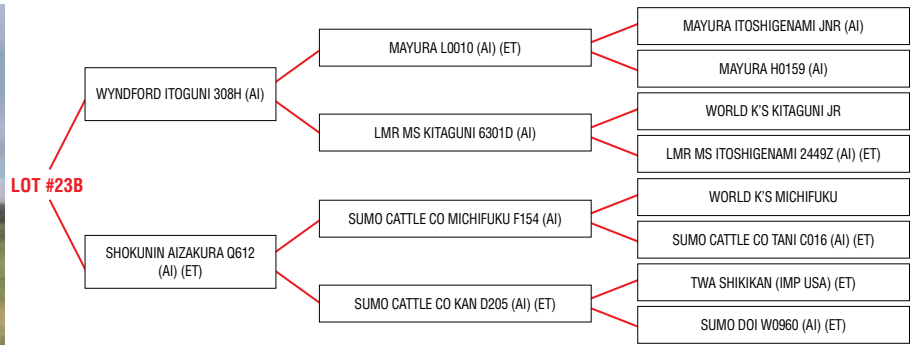 LOT #23B
WYNDFORD ITOGUNI 308H (AI)
SHOKUNIN AIZAKURA Q612
(AI) (ET)
MAYURA L0010 (AI) (ET)
LMR MS KITAGUNI 6301D (AI)
SUMO CATTLE CO MICHIFUKU F154 (AI)
SUMO CATTLE CO KAN D205 (AI) (ET)
MAYURA ITOSHIGENAMI JNR (AI)
MAYURA H0159 (AI)
WORLD K'S KITAGUNI JR
LMR MS ITOSHIGENAMI 2449Z (AI) (ET)
WORLD K'S MICHIFUKU
SUMO CATTLE CO TANI C016 (AI) (ET)
TWA SHIKIKAN (IMP USA) (ET)
SUMO DOI W0960 (AI) (ET)